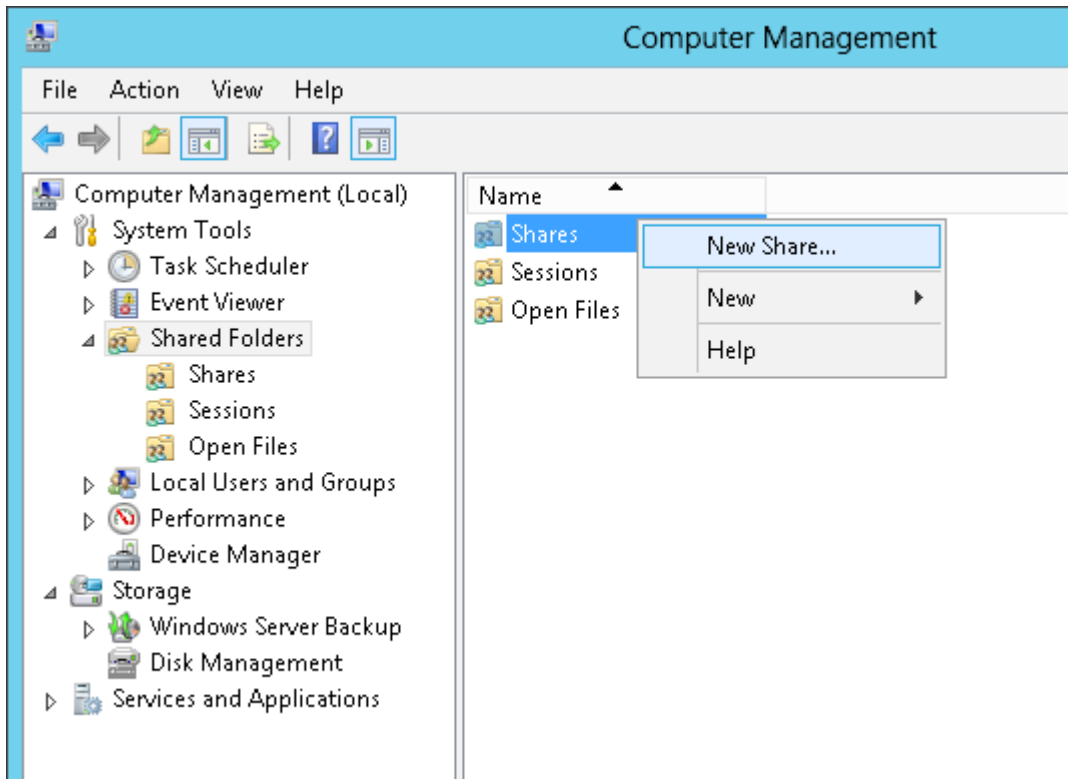 Computer Management
File Action View Help
Computer Management (Local)
System Tools
Task Scheduler
Event Viewer
Shared Folders
Shares
Sessions
Open Files
Local Users and Groups
Performance
Device Manager
Storage
Windows Server Backup
Disk Management
Services and Applications
Name
Shares
Sessions
Open Files
New Share...
New
Help